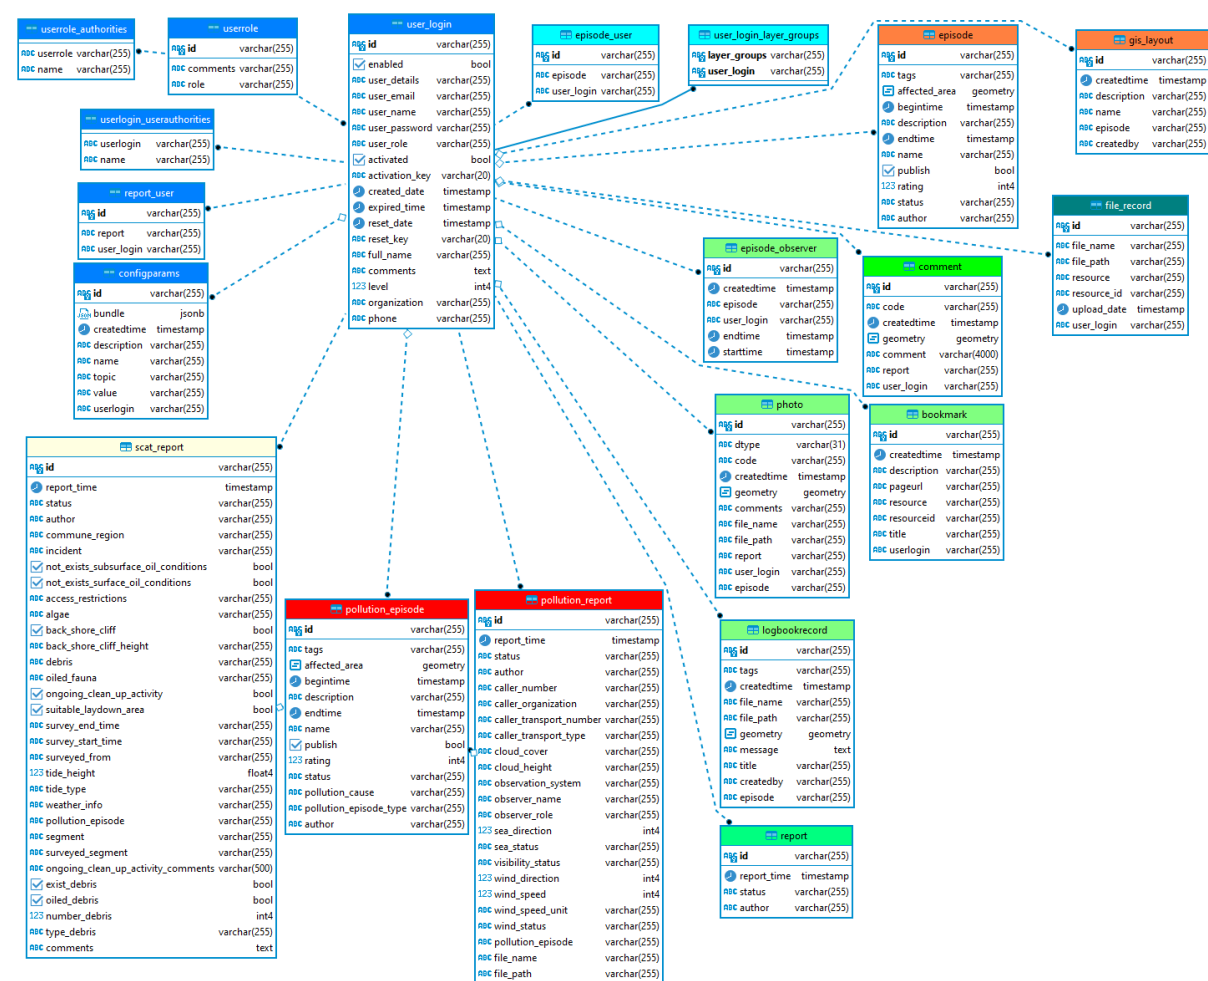 userrole_authorities
userrole varchar(255)
name varchar(255)
userrole
id varchar(255)
comments varchar(255)
role varchar(255)
user_login
id varchar(255)
enabled bool
user_details varchar(255)
user_email varchar(255)
user_name varchar(255)
user_password varchar(255)
user_role varchar(255)
activated bool
activation_key varchar(20)
created_date timestamp
expired_time timestamp
reset_date timestamp
reset_key varchar(20)
full_name varchar(255)
comments text
level int4
organization varchar(255)
phone varchar(255)
episode_user
id varchar(255)
episode varchar(255)
user_login varchar(255)
user_login_layer_groups
layer_groups varchar(255)
user_login varchar(255)
episode
id varchar(255)
tags varchar(255)
affected_area geometry
begintime timestamp
description varchar(255)
endtime timestamp
name varchar(255)
publish bool
rating int4
status varchar(255)
author varchar(255)
gis_layout
id varchar(255)
createdtime timestamp
description varchar(255)
name varchar(255)
episode varchar(255)
createdby varchar(255)
userlogin_userauthorities
userlogin varchar(255)
name varchar(255)
report_user
id varchar(255)
report varchar(255)
user_login varchar(255)
configparams
id varchar(255)
bundle jsonb
createdtime timestamp
description varchar(255)
name varchar(255)
topic varchar(255)
value varchar(255)
userlogin varchar(255)
file_record
id varchar(255)
file_name varchar(255)
file_path varchar(255)
resource varchar(255)
resource_id varchar(255)
upload_date timestamp
user_login varchar(255)
episode_observer
id varchar(255)
createdtime timestamp
episode varchar(255)
user_login varchar(255)
endtime timestamp
starttime timestamp
comment
id varchar(255)
code varchar(255)
createdtime timestamp
geometry geometry
comment varchar(4000)
report varchar(255)
user_login varchar(255)
photo
id varchar(255)
dtype varchar(31)
code varchar(255)
createdtime timestamp
geometry geometry
comments varchar(255)
file_name varchar(255)
file_path varchar(255)
report varchar(255)
user_login varchar(255)
episode varchar(255)
bookmark
id varchar(255)
createdtime timestamp
description varchar(255)
pageurl varchar(255)
resource varchar(255)
resourceid varchar(255)
title varchar(255)
userlogin varchar(255)
scat_report
id varchar(255)
report_time timestamp
status varchar(255)
author varchar(255)
commune_region varchar(255)
incident varchar(255)
not_exists_subsurface_oil_conditions bool
not_exists_surface_oil_conditions bool
access_restrictions varchar(255)
algae varchar(255)
back_shore_cliff bool
back_shore_cliff_height varchar(255)
debris varchar(255)
oiled_fauna varchar(255)
ongoing_clean_up_activity bool
suitable_laydown_area bool
survey_end_time varchar(255)
survey_start_time varchar(255)
surveyed_from varchar(255)
tide_height float4
tide_type varchar(255)
weather_info varchar(255)
pollution_episode varchar(255)
segment varchar(255)
surveyed_segment varchar(255)
ongoing_clean_up_activity_comments varchar(500)
exist_debris bool
oiled_debris bool
number_debris int4
type_debris varchar(255)
comments text
pollution_episode
id varchar(255)
tags varchar(255)
affected_area geometry
begintime timestamp
description varchar(255)
endtime timestamp
name varchar(255)
publish bool
rating int4
status varchar(255)
pollution_cause varchar(255)
pollution_episode_type varchar(255)
author varchar(255)
pollution_report
id varchar(255)
report_time timestamp
status varchar(255)
author varchar(255)
caller_number varchar(255)
caller_organization varchar(255)
caller_transport_number varchar(255)
caller_transport_type varchar(255)
cloud_cover varchar(255)
cloud_height varchar(255)
observation_system varchar(255)
observer_name varchar(255)
observer_role varchar(255)
sea_direction int4
sea_status varchar(255)
visibility_status varchar(255)
wind_direction int4
wind_speed int4
wind_speed_unit varchar(255)
wind_status varchar(255)
pollution_episode varchar(255)
file_name varchar(255)
file_path varchar(255)
logbookrecord
id varchar(255)
tags varchar(255)
createdtime timestamp
file_name varchar(255)
file_path varchar(255)
geometry geometry
message text
title varchar(255)
createdby varchar(255)
episode varchar(255)
report
id varchar(255)
report_time timestamp
status varchar(255)
author varchar(255)